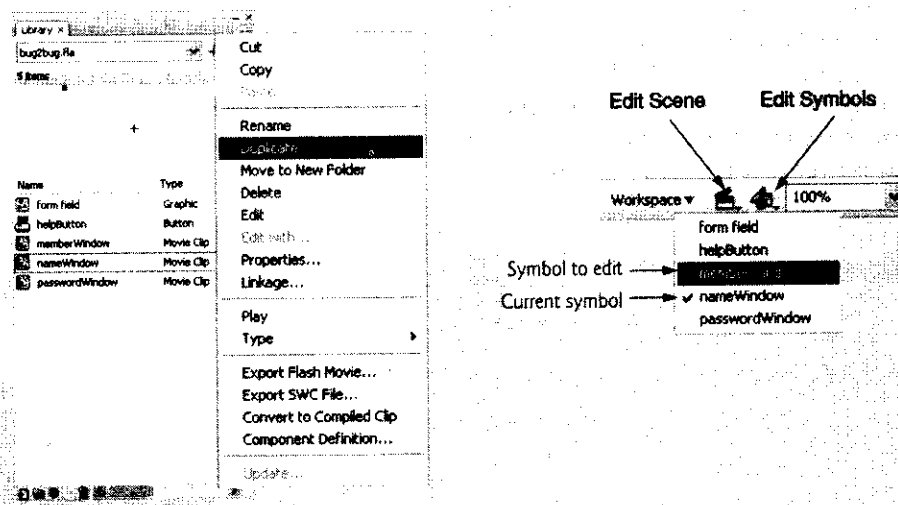 Library ×
bug2bug.fla
5 items
Name Type
form field Graphic
helpButton Button
memberWindow Movie Clip
nameWindow Movie Clip
passwordWindow Movie Clip
Cut
Copy
Paste
Rename
Duplicate
Move to New Folder
Delete
Edit
Edit with...
Properties...
Linkage...
Play
Type
Export Flash Movie...
Export SWC File...
Convert to Compiled Clip
Component Definition...
Update...
Edit Scene Edit Symbols
Workspace 100%
form field
helpButton
Symbol to edit
Current symbol ✓ nameWindow
passwordWindow